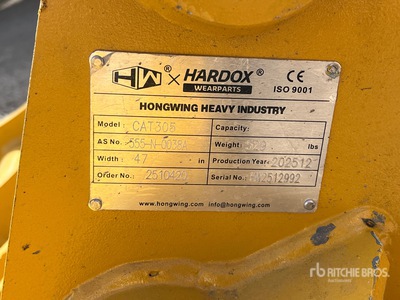 HW × HARDOX® CE
WEARPARTS ISO 9001
HONGWING HEAVY INDUSTRY
Model: CAT305 Capacity:
AS No. Weight: lbs
Width: 47 in Production Year: 202512
Order No.: Serial No.:
www.hongwing.com info@hongwing.com
rb RITCHIE BROS.